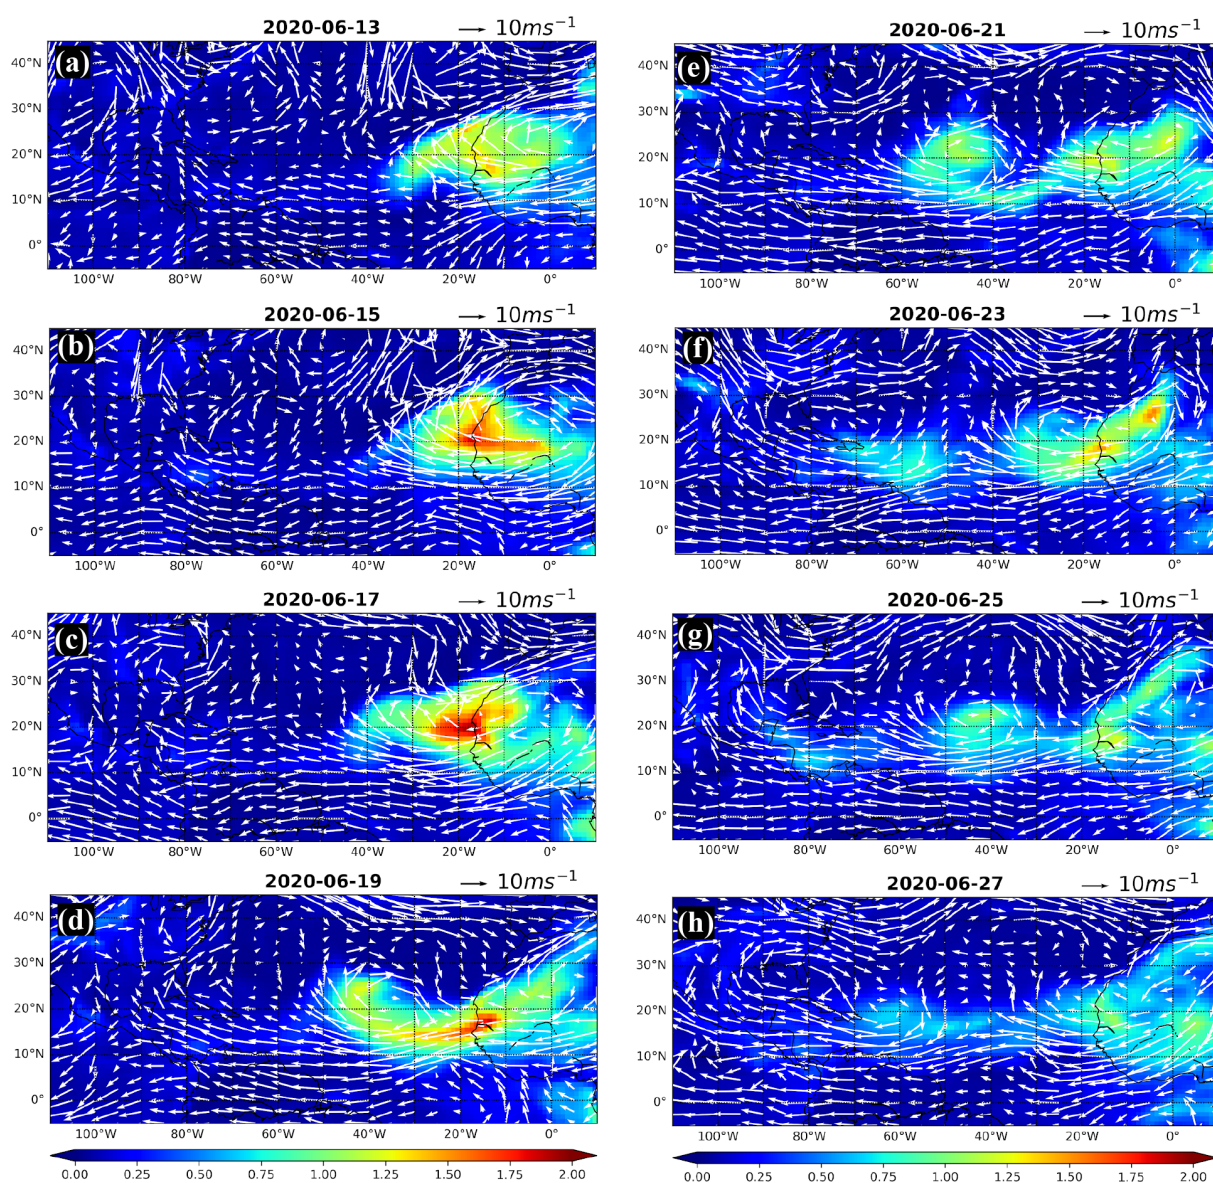 2020-06-13 10ms⁻¹
(a)
40°N
30°N
20°N
10°N
0°
100°W 80°W 60°W 40°W 20°W 0°
2020-06-15 10ms⁻¹
(b)
40°N
30°N
20°N
10°N
0°
100°W 80°W 60°W 40°W 20°W 0°
2020-06-17 10ms⁻¹
(c)
40°N
30°N
20°N
10°N
0°
100°W 80°W 60°W 40°W 20°W 0°
2020-06-19 10ms⁻¹
(d)
40°N
30°N
20°N
10°N
0°
100°W 80°W 60°W 40°W 20°W 0°
0.00 0.25 0.50 0.75 1.00 1.25 1.50 1.75 2.00
2020-06-21 10ms⁻¹
(e)
40°N
30°N
20°N
10°N
0°
100°W 80°W 60°W 40°W 20°W 0°
2020-06-23 10ms⁻¹
(f)
40°N
30°N
20°N
10°N
0°
100°W 80°W 60°W 40°W 20°W 0°
2020-06-25 10ms⁻¹
(g)
40°N
30°N
20°N
10°N
0°
100°W 80°W 60°W 40°W 20°W 0°
2020-06-27 10ms⁻¹
(h)
40°N
30°N
20°N
10°N
0°
100°W 80°W 60°W 40°W 20°W 0°
0.00 0.25 0.50 0.75 1.00 1.25 1.50 1.75 2.00